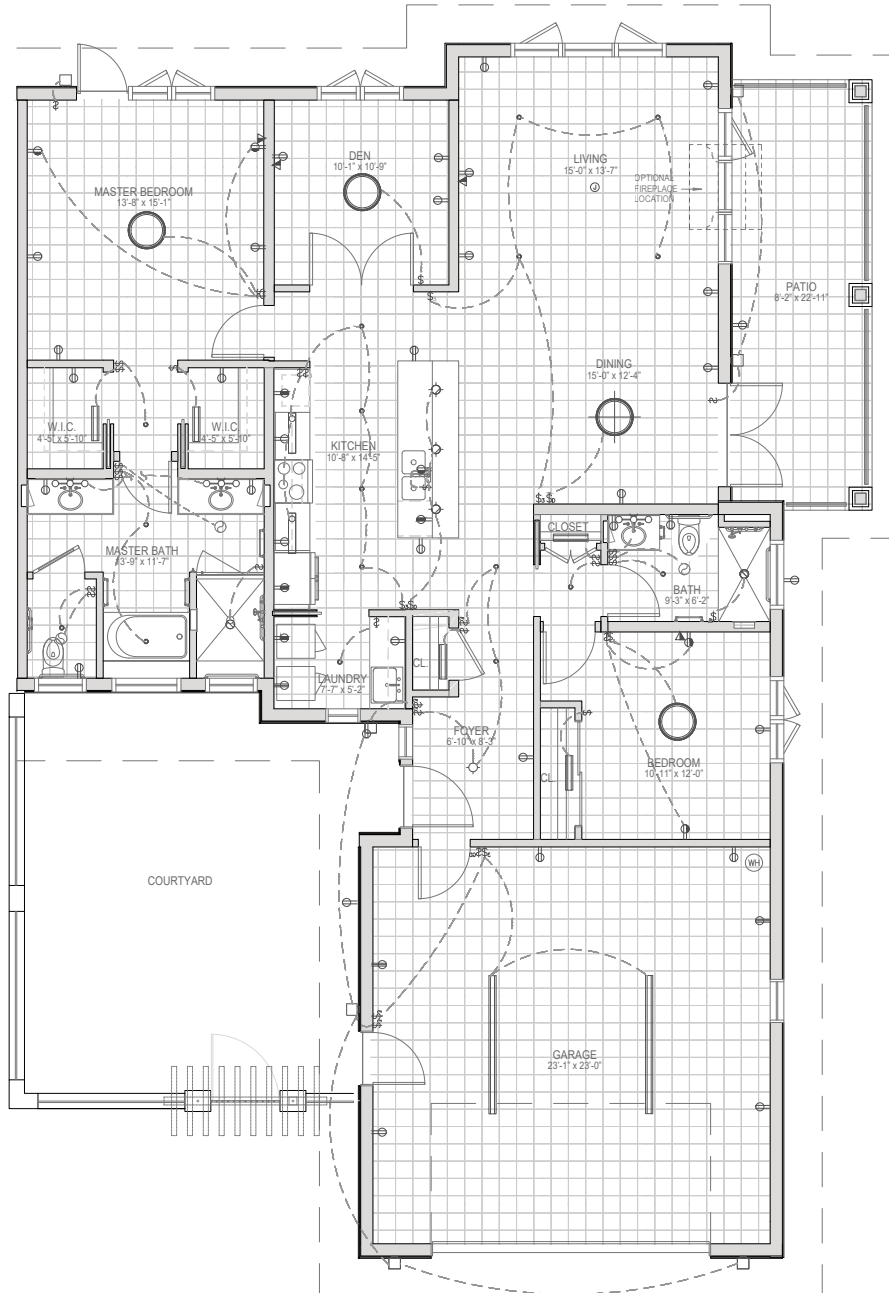 DEN
10'-1" x 10'-9"
LIVING
15'-0" x 13'-7"
OPTIONAL
FIREPLACE
LOCATION
MASTER BEDROOM
13'-8" x 15'-1"
PATIO
8'-2" x 22'-11"
DINING
15'-0" x 12'-4"
W.I.C.
4'-5" x 5'-10"
W.I.C.
4'-5" x 5'-10"
KITCHEN
10'-8" x 14'-5"
CLOSET
MASTER BATH
13'-9" x 11'-7"
BATH
9'-3" x 6'-2"
CL.
LAUNDRY
7'-7" x 5'-2"
FOYER
6'-10" x 8'-3"
BEDROOM
10'-11" x 12'-0"
CL.
WH
COURTYARD
GARAGE
23'-1" x 23'-0"